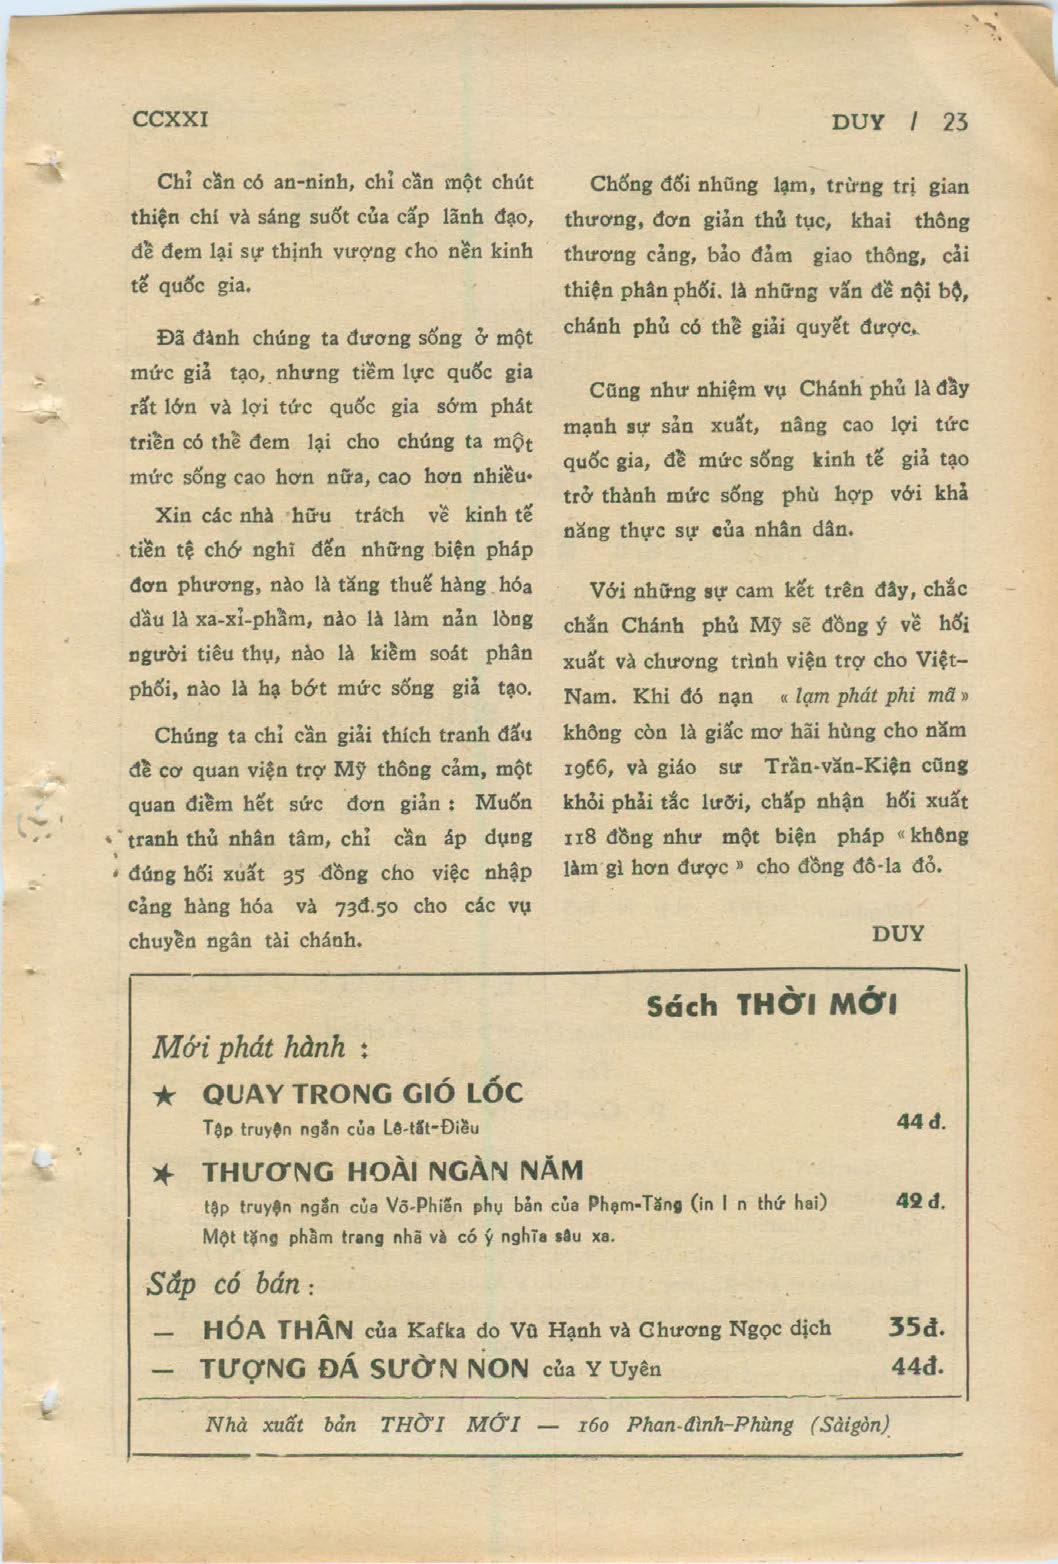 CCXXI
DUY / 23
Chỉ cần có an-ninh, chỉ cần một chút
thiện chí và sáng suốt của cấp lãnh đạo,
để đem lại sự thịnh vượng cho nền kinh
tế quốc gia.
Đã đành chúng ta đương sống ở một
mức giả tạo, nhưng tiềm lực quốc gia
rất lớn và lợi tức quốc gia sớm phát
triển có thể đem lại cho chúng ta một
mức sống cao hơn nữa, cao hơn nhiều.
Xin các nhà hữu trách về kinh tế
tiền tệ chớ nghĩ đến những biện pháp
đơn phương, nào là tăng thuế hàng hóa
dầu là xa-xỉ-phẩm, nào là làm nản lòng
người tiêu thụ, nào là kiểm soát phân
phối, nào là hạ bớt mức sống giả tạo.
Chúng ta chỉ cần giải thích tranh đấu
để cơ quan viện trợ Mỹ thông cảm, một
quan điểm hết sức đơn giản : Muốn
tranh thủ nhân tâm, chỉ cần áp dụng
đúng hối xuất 35 đồng cho việc nhập
cảng hàng hóa và 73đ.50 cho các vụ
chuyển ngân tài chánh.
Chống đối nhũng lạm, trừng trị gian
thương, đơn giản thủ tục, khai thông
thương cảng, bảo đảm giao thông, cải
thiện phân phối. là những vấn đề nội bộ,
chánh phủ có thể giải quyết được.
Cũng như nhiệm vụ Chánh phủ là đẩy
mạnh sự sản xuất, nâng cao lợi tức
quốc gia, để mức sống kinh tế giả tạo
trở thành mức sống phù hợp với khả
năng thực sự của nhân dân.
Với những sự cam kết trên đây, chắc
chắn Chánh phủ Mỹ sẽ đồng ý về hối
xuất và chương trình viện trợ cho Việt-
Nam. Khi đó nạn « lạm phát phi mã »
không còn là giấc mơ hãi hùng cho năm
1966, và giáo sư Trần-văn-Kiện cũng
khỏi phải tắc lưỡi, chấp nhận hối xuất
118 đồng như một biện pháp « không
làm gì hơn được » cho đồng đô-la đỏ.
DUY
Sách THỜI MỚI
Mới phát hành :
★ QUAY TRONG GIÓ LỐC
Tập truyện ngắn của Lê-tất-Điều 44 đ.
★ THƯƠNG HOÀI NGÀN NĂM
tập truyện ngắn của Võ-Phiến phụ bản của Phạm-Tăng (in l n thứ hai) 42 đ.
Một tặng phẩm trang nhã và có ý nghĩa sâu xa.
Sắp có bán :
— HÓA THÂN của Kafka do Vũ Hạnh và Chương Ngọc dịch 35đ.
— TƯỢNG ĐÁ SƯỜN NON của Y Uyên 44đ.
Nhà xuất bản THỜI MỚI — 160 Phan-đình-Phùng (Sàigòn)